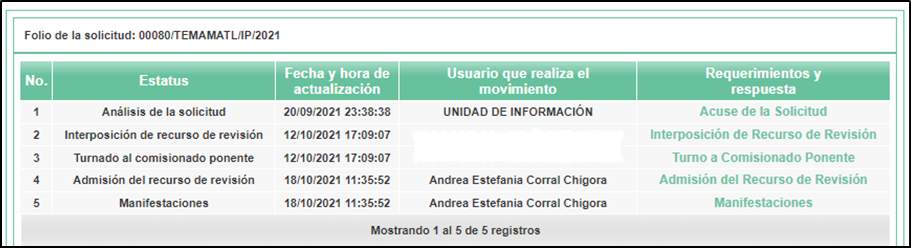 Folio de la solicitud: 00080/TEMAMATL/IP/2021
No. Estatus Fecha y hora de actualización Usuario que realiza el movimiento Requerimientos y respuesta
1 Análisis de la solicitud 20/09/2021 23:38:38 UNIDAD DE INFORMACIÓN Acuse de la Solicitud
2 Interposición de recurso de revisión 12/10/2021 17:09:07 Interposición de Recurso de Revisión
3 Turnado al comisionado ponente 12/10/2021 17:09:07 Turno a Comisionado Ponente
4 Admisión del recurso de revisión 18/10/2021 11:35:52 Andrea Estefania Corral Chigora Admisión del Recurso de Revisión
5 Manifestaciones 18/10/2021 11:35:52 Andrea Estefania Corral Chigora Manifestaciones
Mostrando 1 al 5 de 5 registros